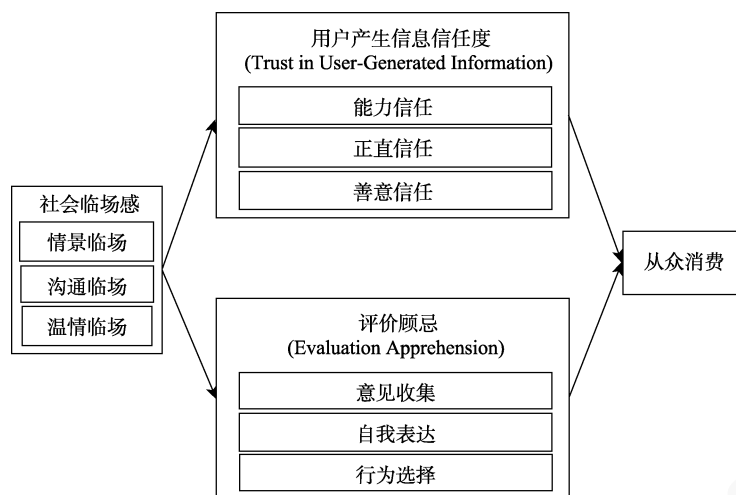 用户产生信息信任度
(Trust in User-Generated Information)
能力信任
正直信任
善意信任
社会临场感
情景临场
沟通临场
温情临场
从众消费
评价顾忌
(Evaluation Apprehension)
意见收集
自我表达
行为选择